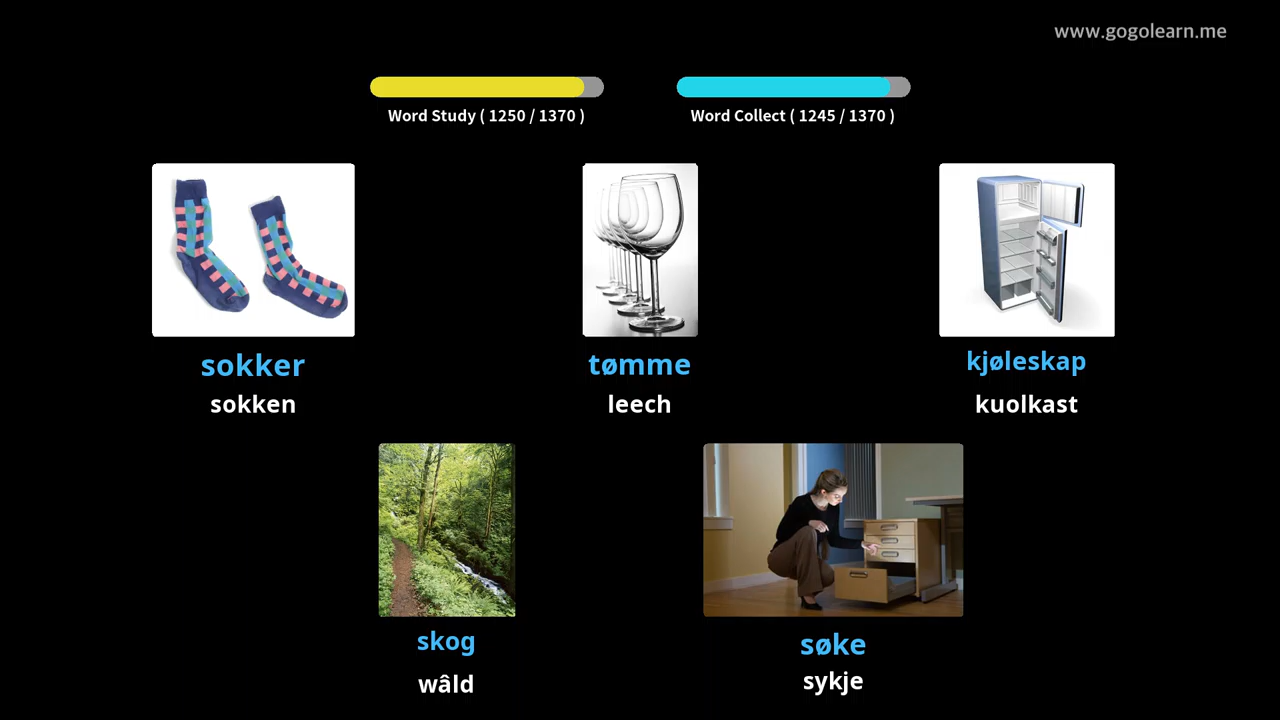 www.gogolearn.me
Word Study ( 1250 / 1370 )
Word Collect ( 1245 / 1370 )
sokker
sokken
tømme
leech
kjøleskap
kuolkast
skog
wâld
søke
sykje